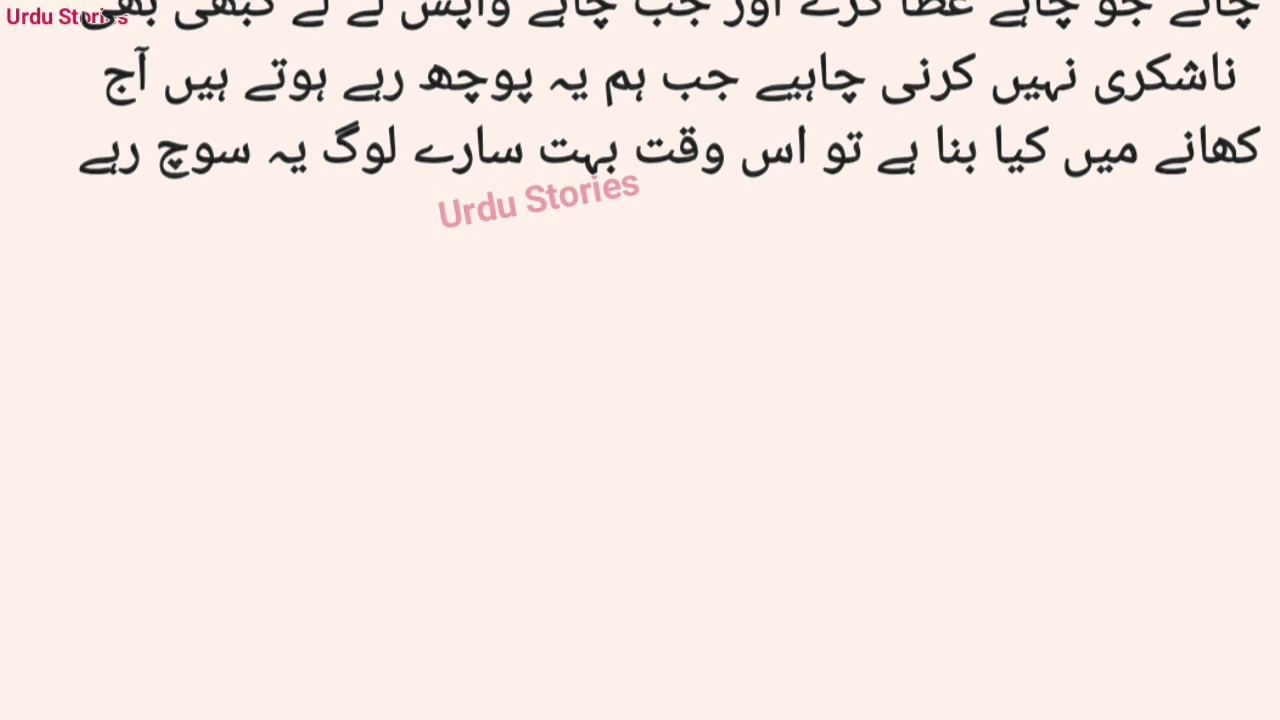 Urdu Stories
چاہے جو چاہے عطا کرے اور جب چاہے واپس لے لے کبھی بھی
ناشکری نہیں کرنی چاہیے جب ہم یہ پوچھ رہے ہوتے ہیں آج
کھانے میں کیا بنا ہے تو اس وقت بہت سارے لوگ یہ سوچ رہے
Urdu Stories